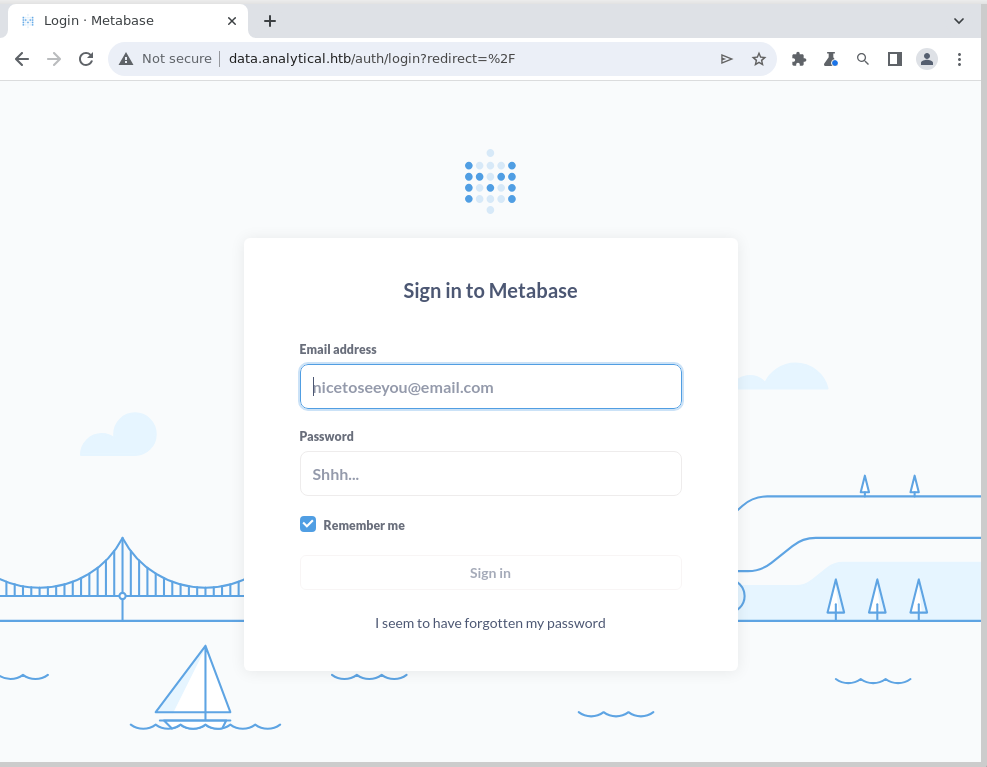 Login · Metabase
Not secure data.analytical.htb/auth/login?redirect=%2F
Sign in to Metabase
Email address
nicetoseeyou@email.com
Password
Shhh...
Remember me
Sign in
I seem to have forgotten my password